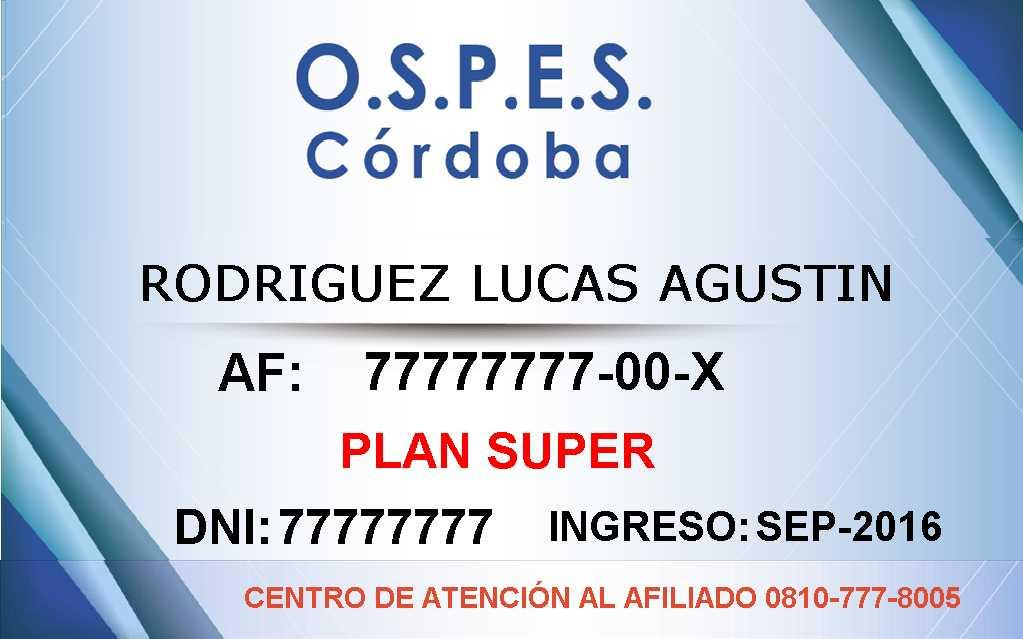 O.S.P.E.S.
Córdoba
RODRIGUEZ LUCAS AGUSTIN
AF: 77777777-00-X
PLAN SUPER
DNI: 77777777 INGRESO: SEP-2016
CENTRO DE ATENCIÓN AL AFILIADO 0810-777-8005